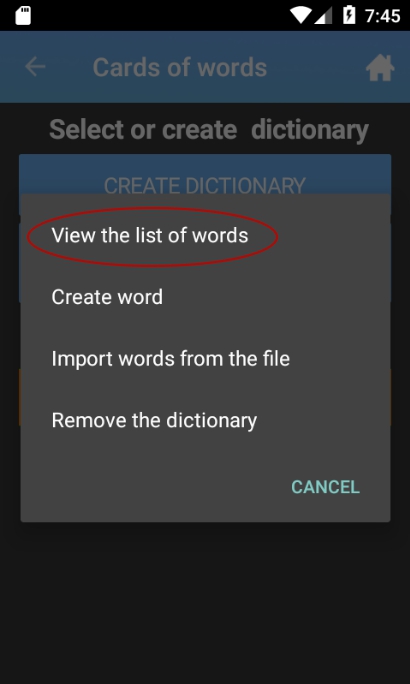 7:45
Cards of words
Select or create dictionary
CREATE DICTIONARY
View the list of words
Create word
Import words from the file
Remove the dictionary
CANCEL